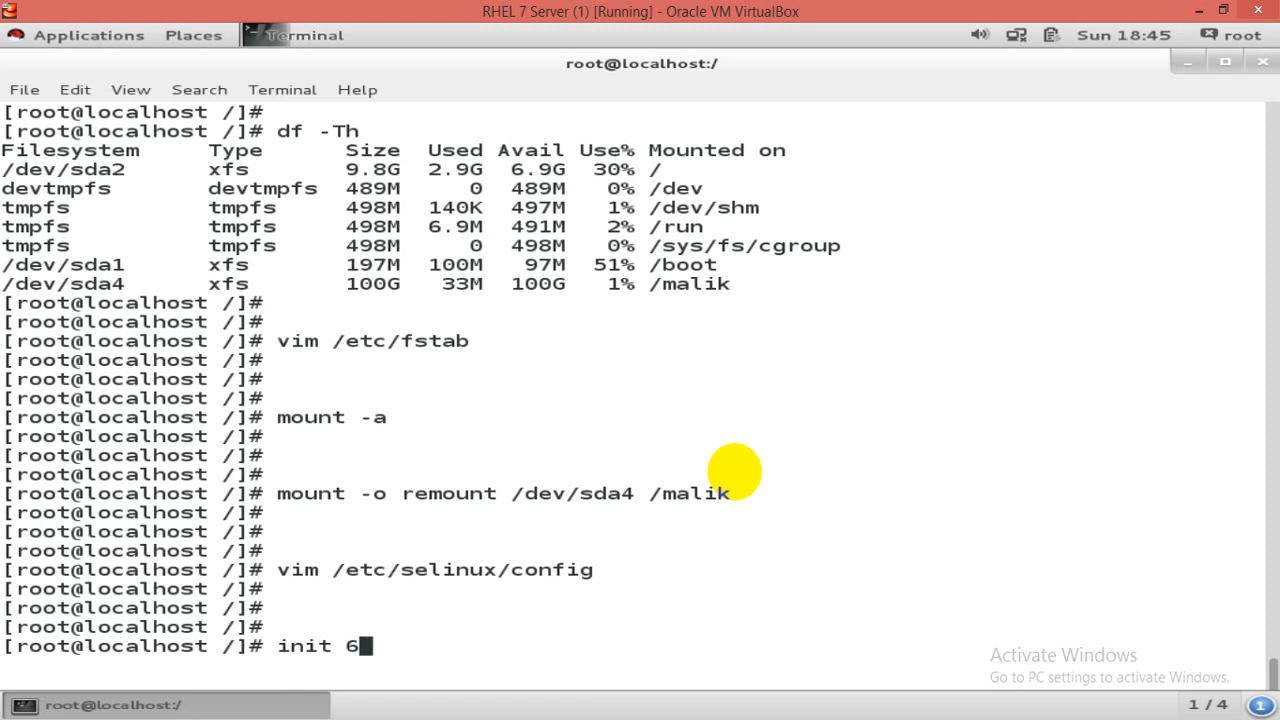 RHEL 7 Server (1) [Running] - Oracle VM VirtualBox
Applications Places Terminal Sun 18:45 root
root@localhost:/
File Edit View Search Terminal Help
[root@localhost /]#
[root@localhost /]# df -Th
Filesystem Type Size Used Avail Use% Mounted on
/dev/sda2 xfs 9.8G 2.9G 6.9G 30% /
devtmpfs devtmpfs 489M 0 489M 0% /dev
tmpfs tmpfs 498M 140K 497M 1% /dev/shm
tmpfs tmpfs 498M 6.9M 491M 2% /run
tmpfs tmpfs 498M 0 498M 0% /sys/fs/cgroup
/dev/sda1 xfs 197M 100M 97M 51% /boot
/dev/sda4 xfs 100G 33M 100G 1% /malik
[root@localhost /]#
[root@localhost /]#
[root@localhost /]# vim /etc/fstab
[root@localhost /]#
[root@localhost /]#
[root@localhost /]#
[root@localhost /]# mount -a
[root@localhost /]#
[root@localhost /]#
[root@localhost /]#
[root@localhost /]# mount -o remount /dev/sda4 /malik
[root@localhost /]#
[root@localhost /]#
[root@localhost /]#
[root@localhost /]# vim /etc/selinux/config
[root@localhost /]#
[root@localhost /]#
[root@localhost /]#
[root@localhost /]# init 6
Activate Windows
Go to PC settings to activate Windows.
root@localhost:/ 1 / 4 1